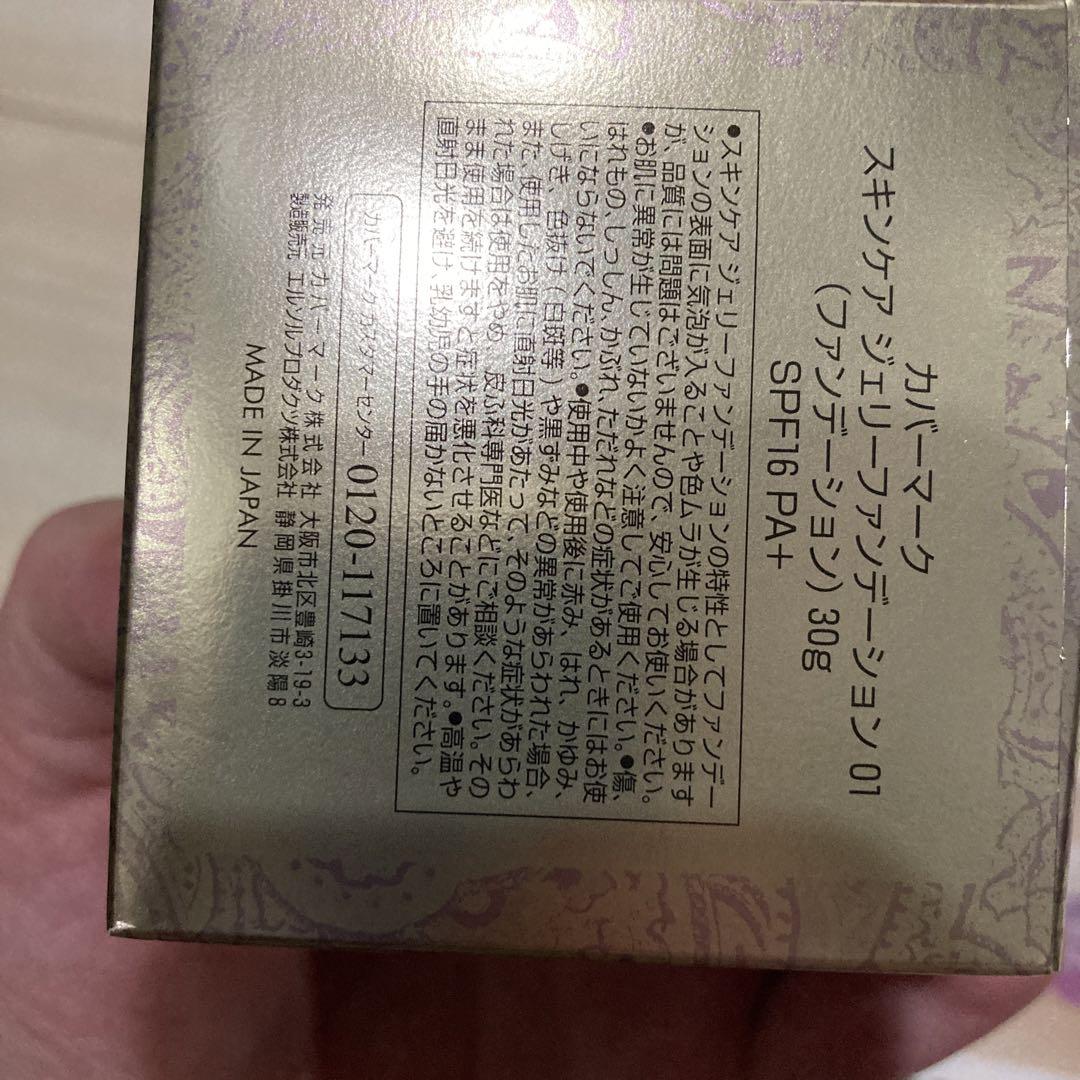 カバーマーク
スキンケア ジェリーファンデーション 01
(ファンデーション) 30g
SPF16 PA+
●スキンケア ジェリーファンデーションの特性としてファンデー
ションの表面に気泡が入ることや色ムラが生じる場合があります
が、品質には問題はございませんので、安心してお使いください。
●お肌に異常が生じていないかよく注意してご使用ください。●傷、
はれもの、しっしん、かぶれ、ただれなどの症状があるときにはお使
いにならないでください。●使用中や使用後に赤み、はれ、かゆみ、
しげき、色抜け(白斑等)や黒ずみなどの異常があらわれた場合、
また、使用したお肌に直射日光があたって、そのような症状があらわ
れた場合は使用をやめ、皮ふ科専門医などにご相談ください。その
まま使用を続けますと症状を悪化させることがあります。●高温や
直射日光を避け、乳幼児の手の届かないところに置いてください。
カバーマーク カスタマーセンター 0120-117133
発売元 カバーマーク株式会社 大阪市北区豊崎3-19-3
製造販売元 エルソルプロダクツ株式会社 静岡県掛川市淡陽8
MADE IN JAPAN